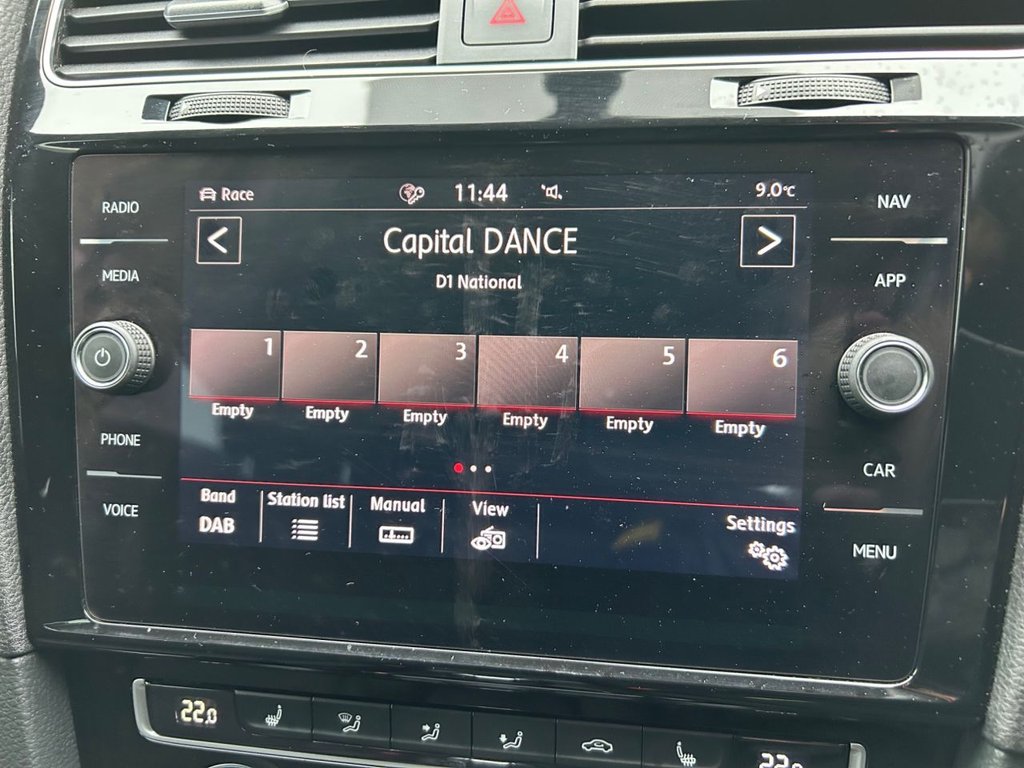 Race 11:44 9.0°c
RADIO
MEDIA
PHONE
VOICE
< Capital DANCE >
D1 National
1 2 3 4 5 6
Empty Empty Empty Empty Empty Empty
Band Station list Manual View Settings
DAB
NAV
APP
CAR
MENU
22.0 22.0